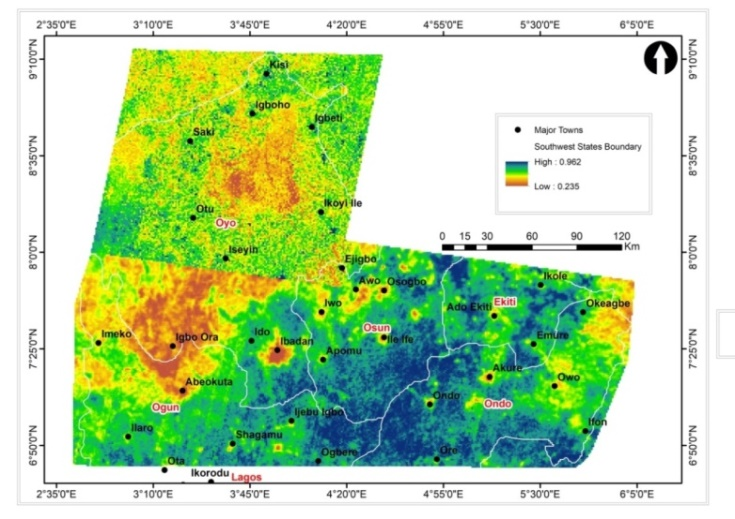 2°35'0"E 3°10'0"E 3°45'0"E 4°20'0"E 4°55'0"E 5°30'0"E 6°5'0"E
9°10'0"N 9°10'0"N
Kisi
Igboho
Igbeti
Saki
Major Towns
Southwest States Boundary
High : 0.962
Low : 0.235
8°35'0"N 8°35'0"N
Ikoyi Ile
Otu
Oyo
Iseyin
0 15 30 60 90 120
Km
8°0'0"N 8°0'0"N
Ejigbo
Ikole
Awo Osogbo
Iwo
Ado Ekiti Ekiti Okeagbe
Osun
Imeko Igbo Ora Ido Ibadan Ile Ife Emure
7°25'0"N 7°25'0"N
Apomu
Akure
Abeokuta Owo
Ogun Ondo Ondo
Ijebu Igbo
Ifon
Ilaro Shagamu
6°50'0"N 6°50'0"N
Ogbere Ore
Ota
Ikorodu Lagos
2°35'0"E 3°10'0"E 3°45'0"E 4°20'0"E 4°55'0"E 5°30'0"E 6°5'0"E